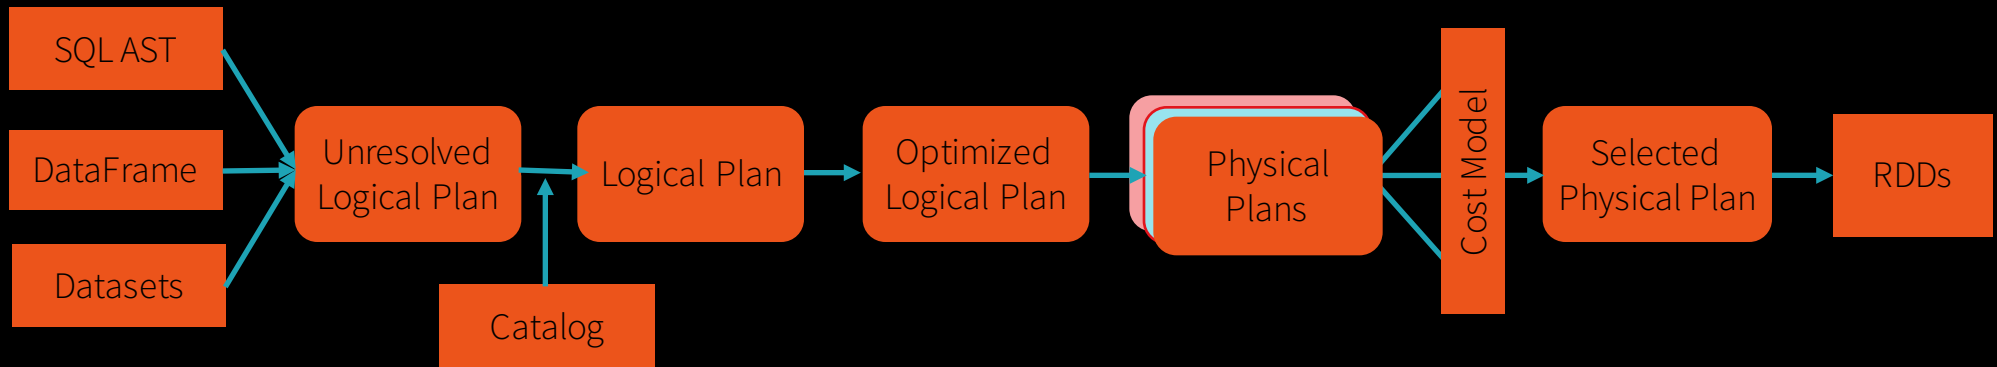 SQL AST
DataFrame
Datasets
Unresolved
Logical Plan
Catalog
Logical Plan
Optimized
Logical Plan
Physical
Plans
Cost Model
Selected
Physical Plan
RDDs